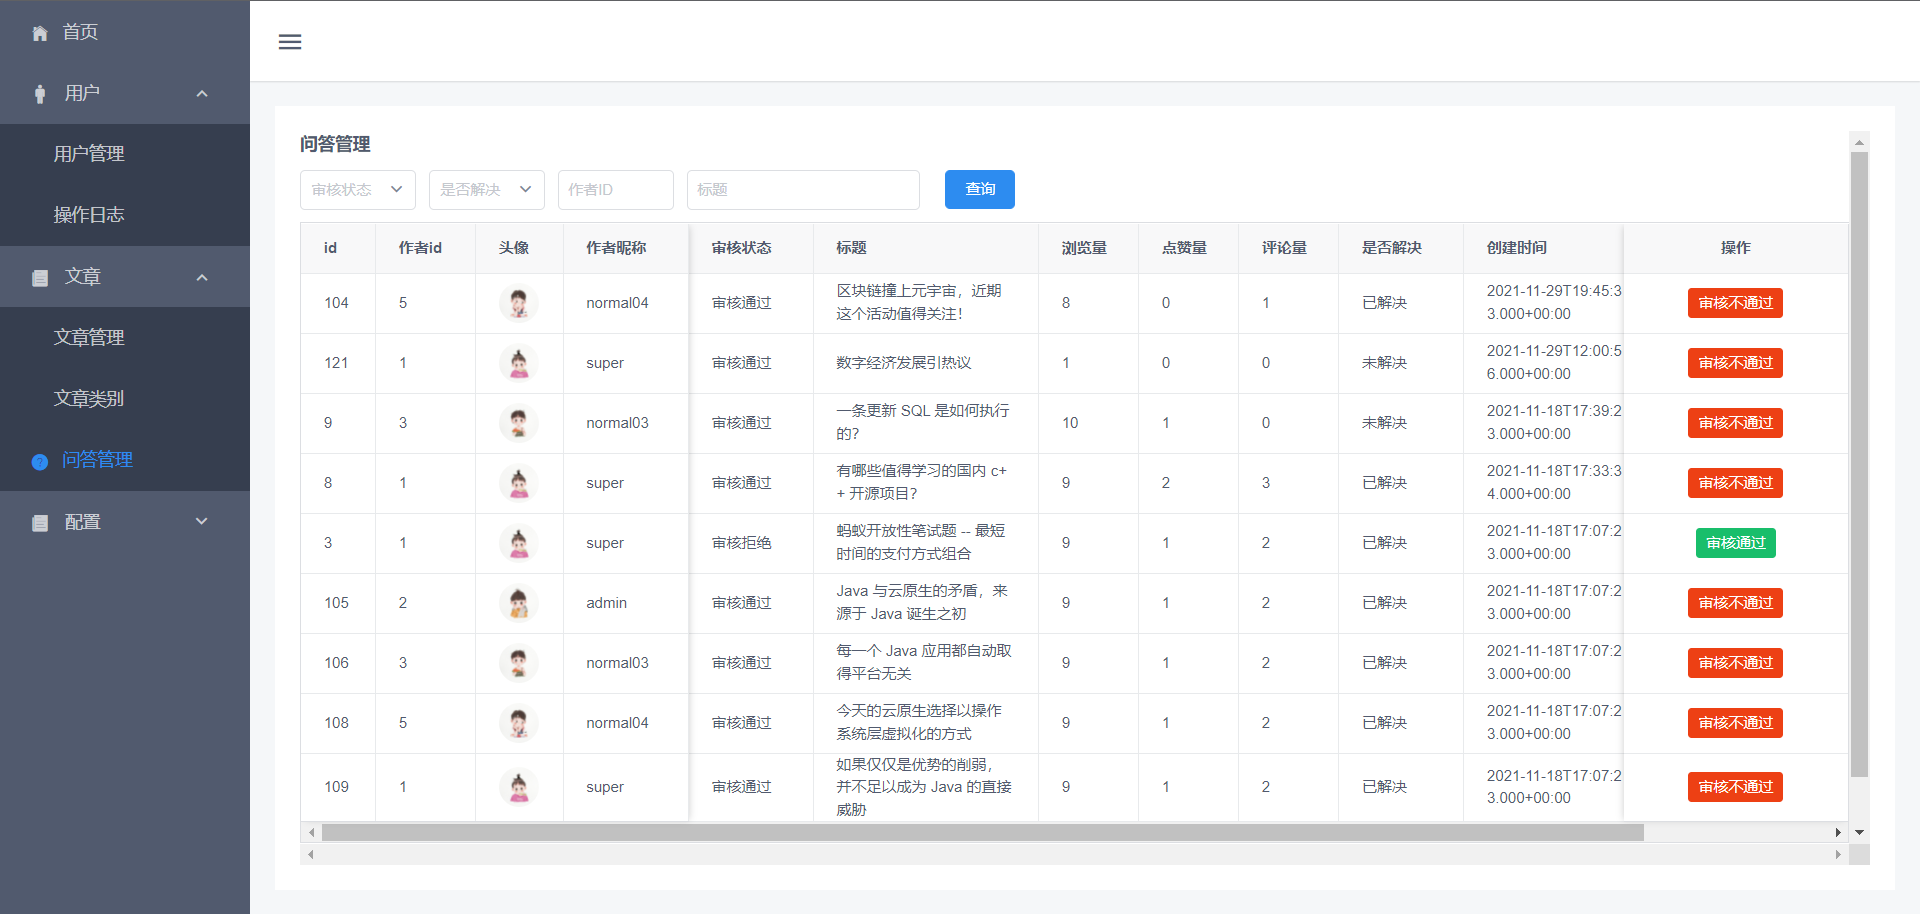 首页
用户
用户管理
操作日志
文章
文章管理
文章类别
问答管理
配置
问答管理
审核状态 是否解决 作者ID 标题 查询
id 作者id 头像 作者昵称 审核状态 标题 浏览量 点赞量 评论量 是否解决 创建时间 操作
104 5 normal04 审核通过 区块链撞上元宇宙，近期 8 0 1 已解决 2021-11-29T19:45:3 审核不通过
这个活动值得关注！ 3.000+00:00
121 1 super 审核通过 数字经济发展引热议 1 0 0 未解决 2021-11-29T12:00:5 审核不通过
6.000+00:00
9 3 normal03 审核通过 一条更新 SQL 是如何执行 10 1 0 未解决 2021-11-18T17:39:2 审核不通过
的？ 3.000+00:00
8 1 super 审核通过 有哪些值得学习的国内 c+ 9 2 3 已解决 2021-11-18T17:33:3 审核不通过
+ 开源项目？ 4.000+00:00
3 1 super 审核拒绝 蚂蚁开放性笔试题 -- 最短 9 1 2 已解决 2021-11-18T17:07:2 审核通过
时间的支付方式组合 3.000+00:00
105 2 admin 审核通过 Java 与云原生的矛盾，来 9 1 2 已解决 2021-11-18T17:07:2 审核不通过
源于 Java 诞生之初 3.000+00:00
106 3 normal03 审核通过 每一个 Java 应用都自动取 9 1 2 已解决 2021-11-18T17:07:2 审核不通过
得平台无关 3.000+00:00
108 5 normal04 审核通过 今天的云原生选择以操作 9 1 2 已解决 2021-11-18T17:07:2 审核不通过
系统层虚拟化的方式 3.000+00:00
109 1 super 审核通过 如果仅仅是优势的削弱， 9 1 2 已解决 2021-11-18T17:07:2 审核不通过
并不足以成为 Java 的直接 3.000+00:00
威胁